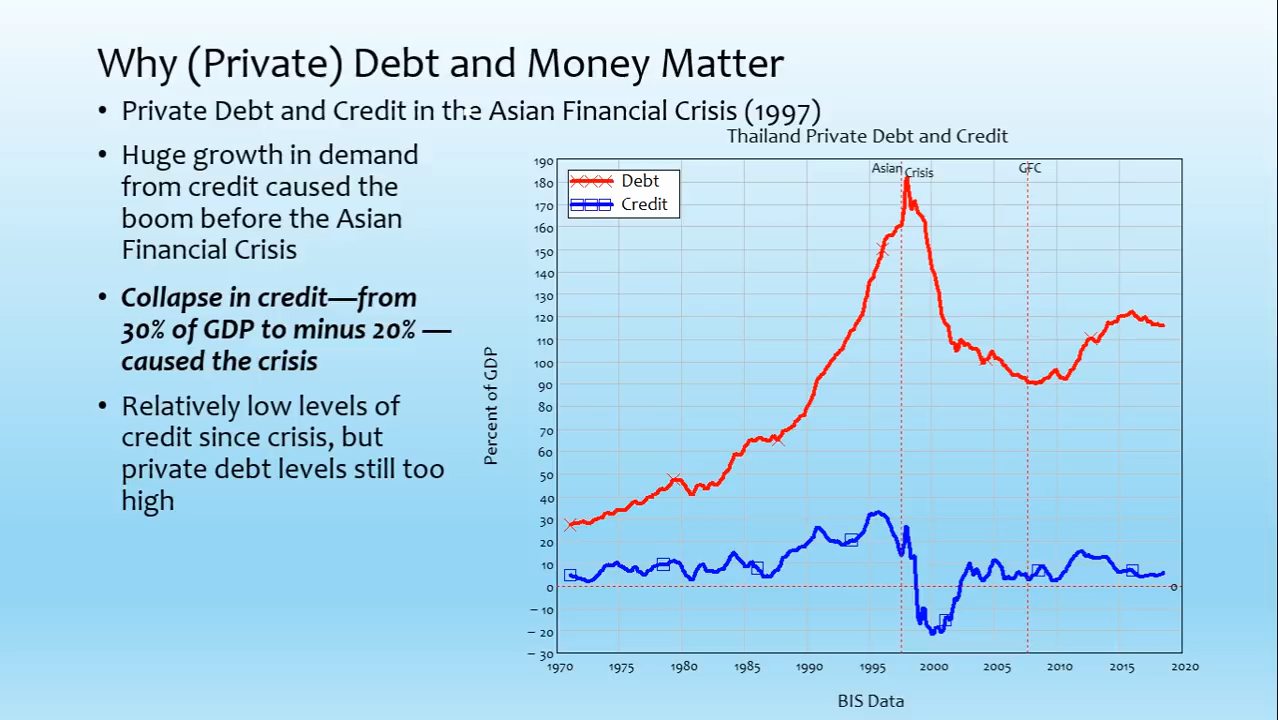 Why (Private) Debt and Money Matter
• Private Debt and Credit in the Asian Financial Crisis (1997)
• Huge growth in demand
from credit caused the
boom before the Asian
Financial Crisis
• Collapse in credit—from
30% of GDP to minus 20% —
caused the crisis
• Relatively low levels of
credit since crisis, but
private debt levels still too
high
Thailand Private Debt and Credit
Asian Crisis
GFC
Debt
Credit
Percent of GDP
190
180
170
160
150
140
130
120
110
100
90
80
70
60
50
40
30
20
10
0
− 10
− 20
− 30
0
1970 1975 1980 1985 1990 1995 2000 2005 2010 2015 2020
BIS Data